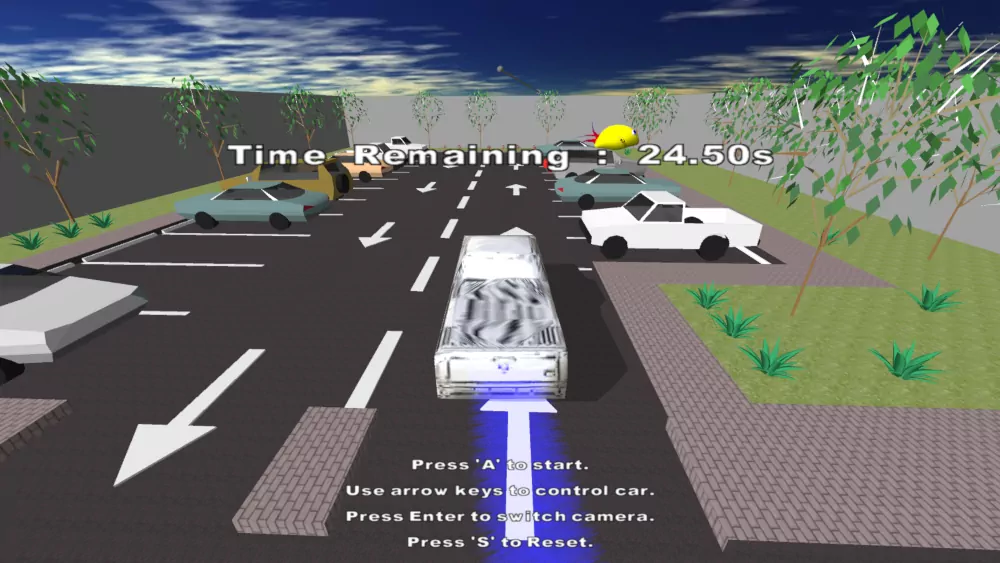 Time Remaining : 24.50s
Press 'A' to start.
Use arrow keys to control car.
Press Enter to switch camera.
Press 'S' to Reset.